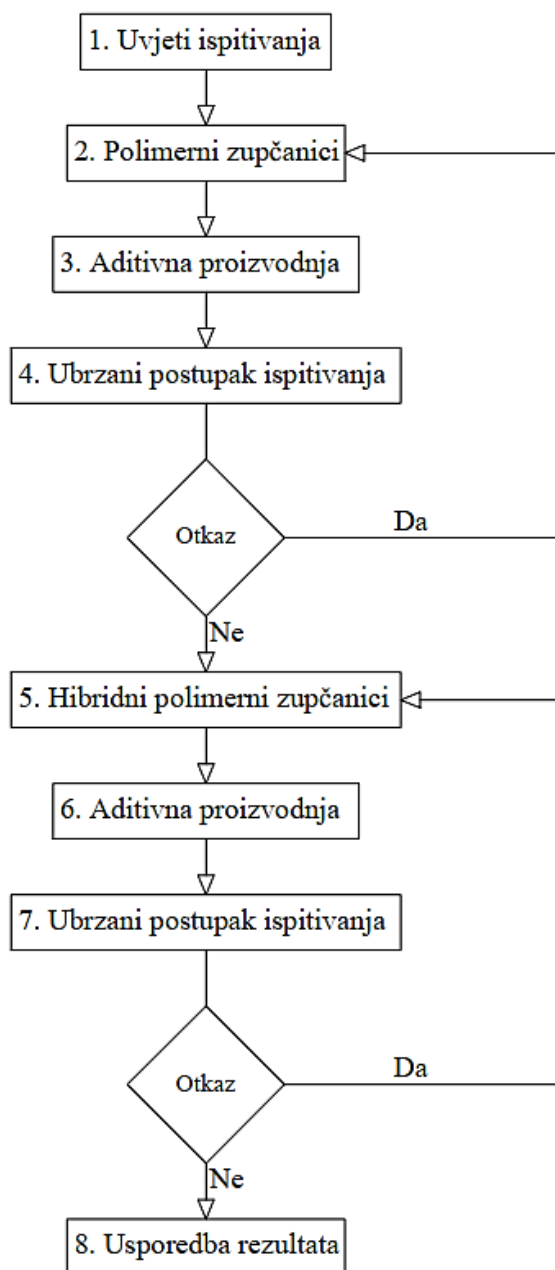 1. Uvjeti ispitivanja
2. Polimerni zupčanici
3. Aditivna proizvodnja
4. Ubrzani postupak ispitivanja
Otkaz
Da
Ne
5. Hibridni polimerni zupčanici
6. Aditivna proizvodnja
7. Ubrzani postupak ispitivanja
Otkaz
Da
Ne
8. Usporedba rezultata